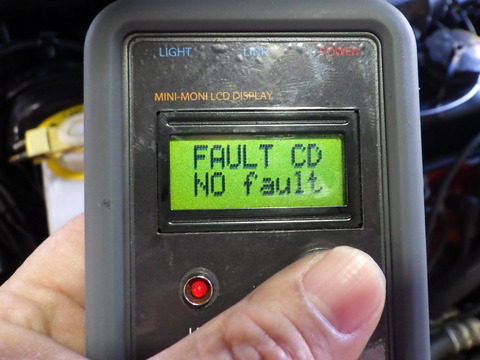 LIGHT LINK POWER
MINI-MONI LCD DISPLAY
FAULT CD
NO fault